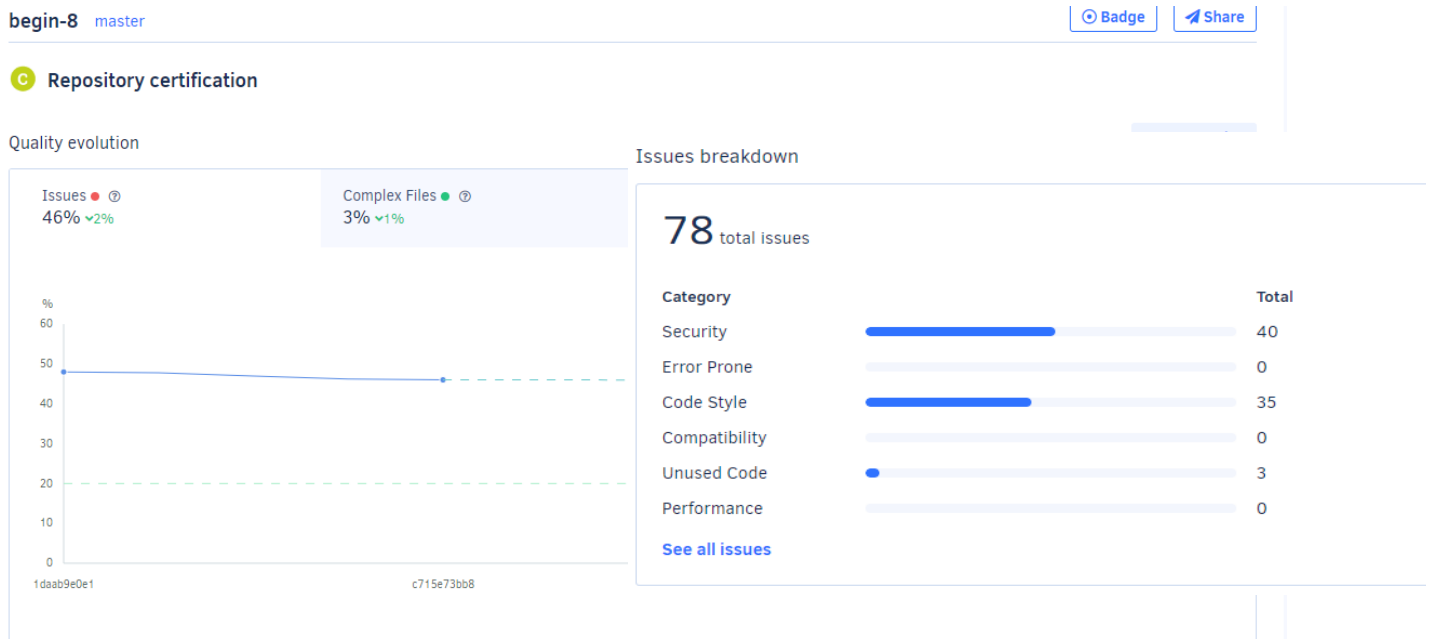 begin-8 master
Badge
Share
C Repository certification
Quality evolution
Issues
46% 2%
Complex Files
3% 1%
%
60
50
40
30
20
10
0
1daab9e0e1
c715e73bb8
Issues breakdown
78 total issues
Category Total
Security 40
Error Prone 0
Code Style 35
Compatibility 0
Unused Code 3
Performance 0
See all issues